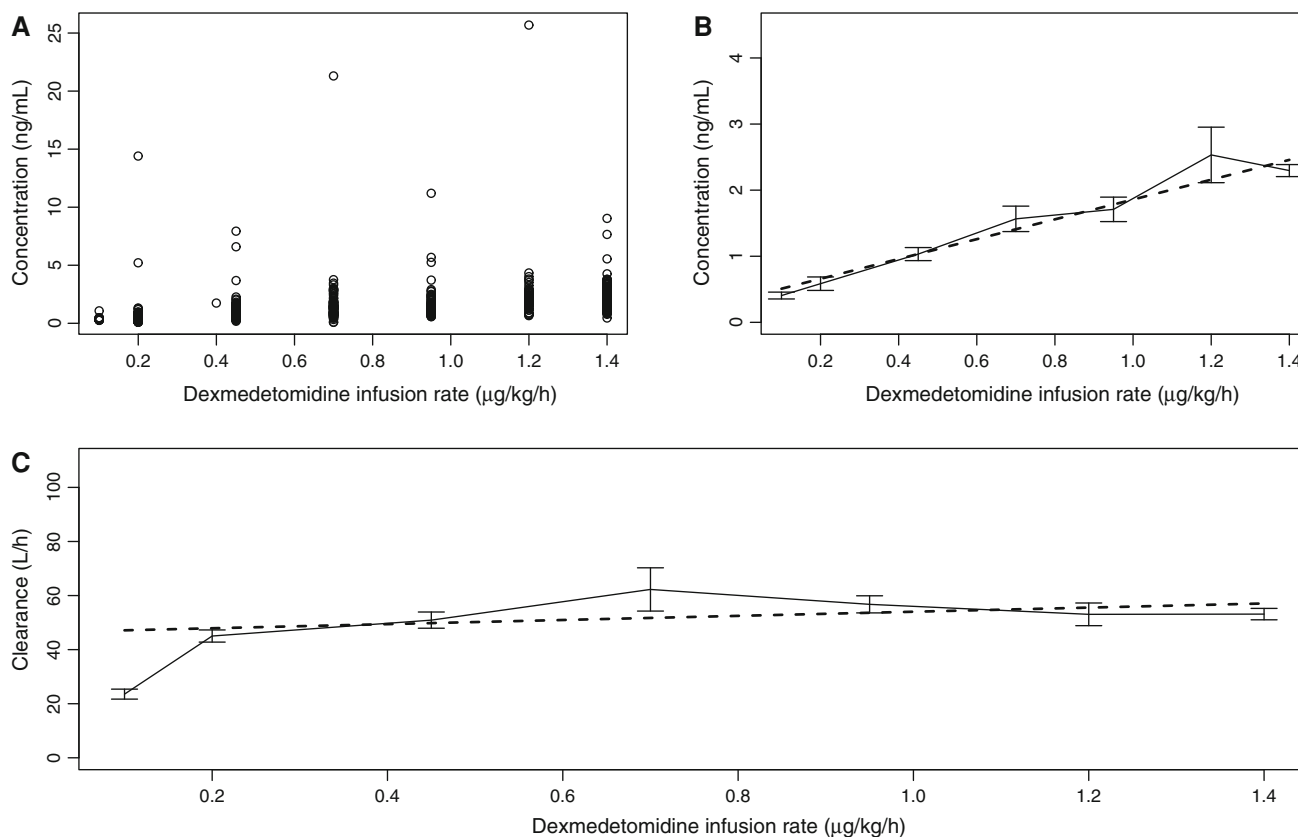 A
Concentration (ng/mL)
25
20
15
10
5
0
0.2 0.4 0.6 0.8 1.0 1.2 1.4
Dexmedetomidine infusion rate (μg/kg/h)
B
Concentration (ng/mL)
4
3
2
1
0
0.2 0.4 0.6 0.8 1.0 1.2 1.4
Dexmedetomidine infusion rate (μg/kg/h)
C
Clearance (L/h)
100
80
60
40
20
0
0.2 0.4 0.6 0.8 1.0 1.2 1.4
Dexmedetomidine infusion rate (μg/kg/h)